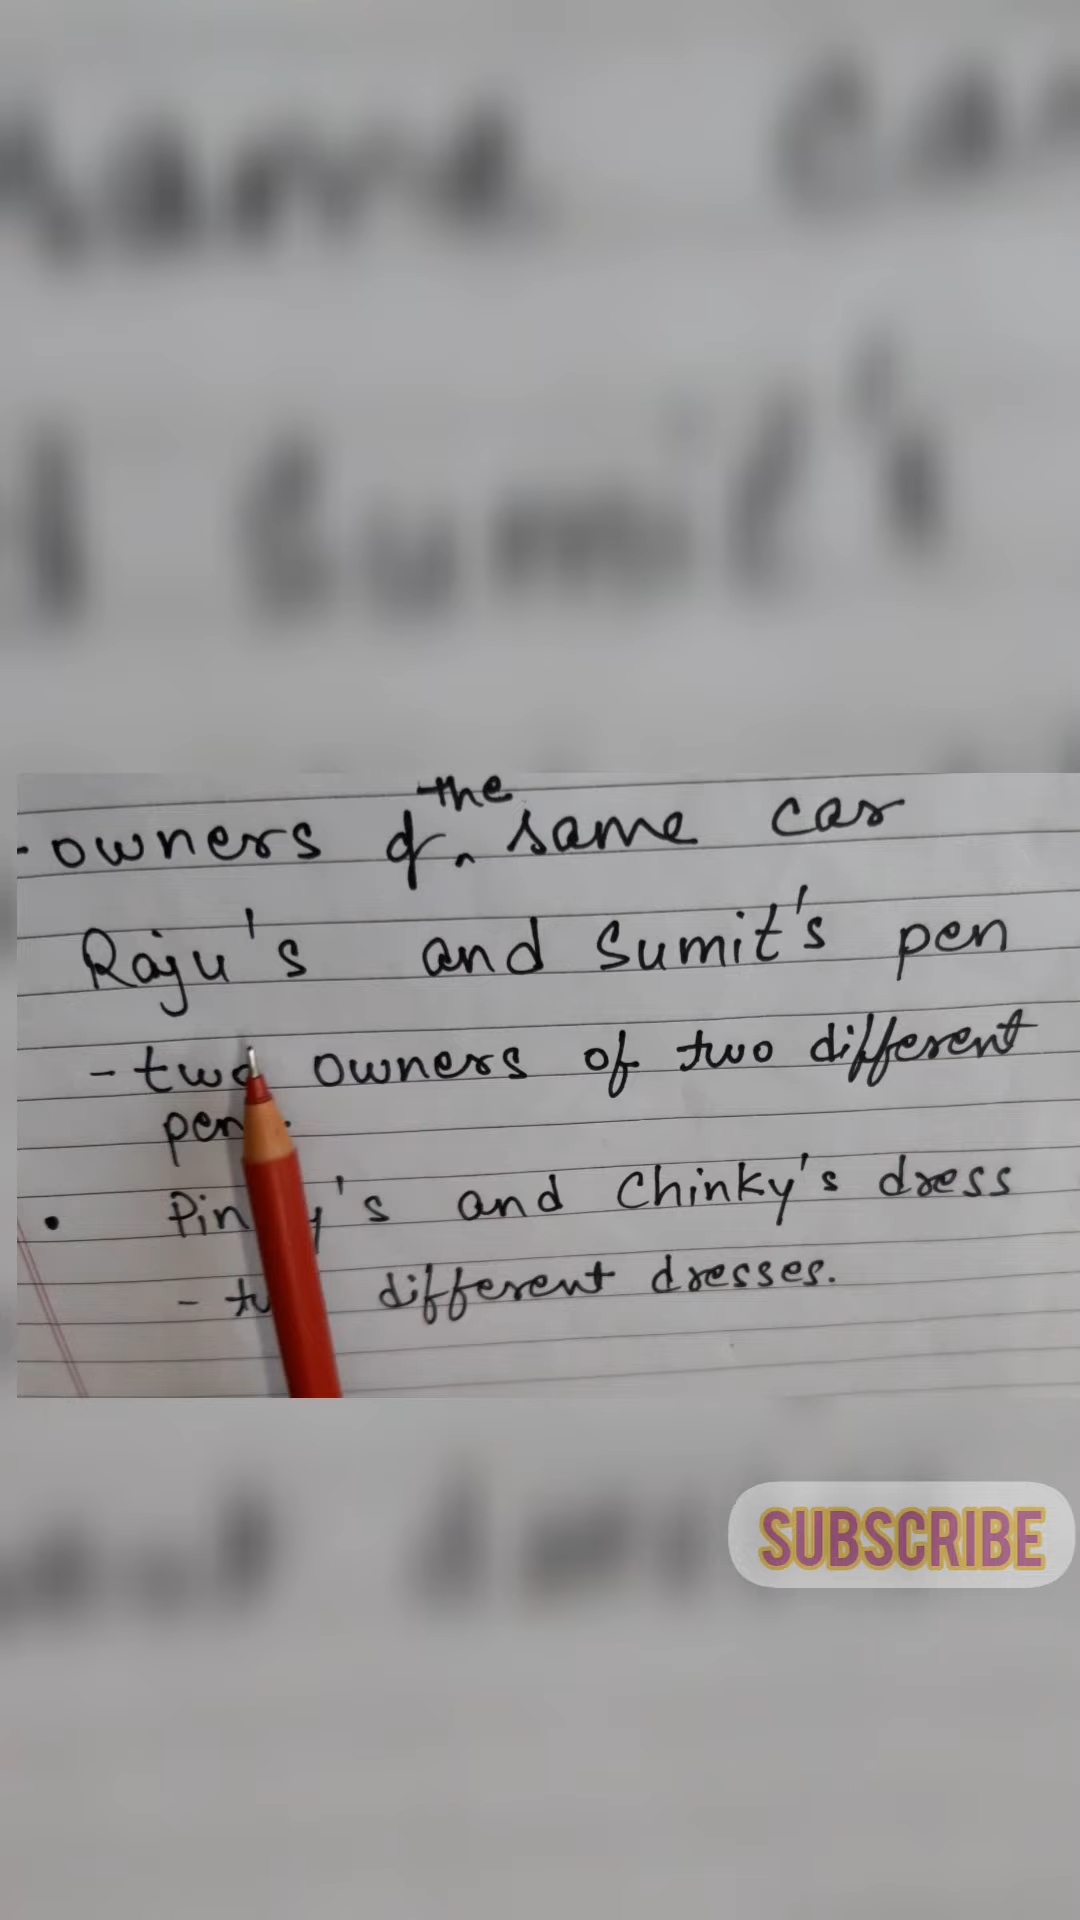 the
owners of ^ same car
Raju's and Sumit's pen
- two owners of two different
pen
• 's and Chinky's dress
- different dresses.
SUBSCRIBE